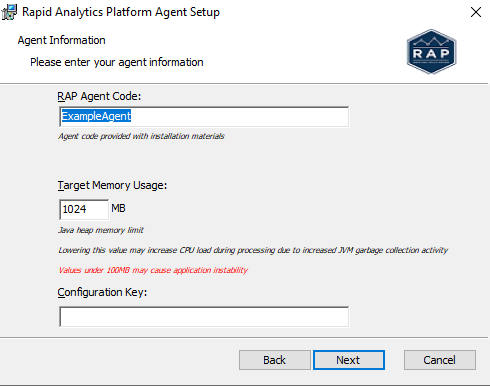 Rapid Analytics Platform Agent Setup
Agent Information
Please enter your agent information
RAP
RAP Agent Code:
ExampleAgent
Agent code provided with installation materials
Target Memory Usage:
1024 MB
Java heap memory limit
Lowering this value may increase CPU load during processing due to increased JVM garbage collection activity
Values under 100MB may cause application instability
Configuration Key:
Back Next Cancel